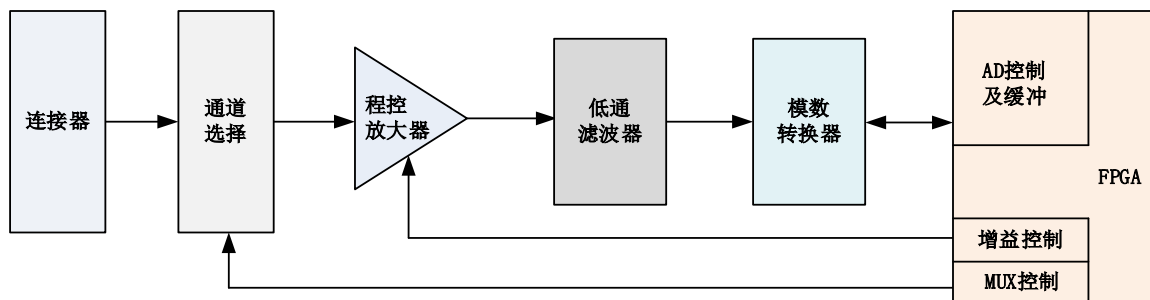 连接器
通道
选择
程控
放大器
低通
滤波器
模数
转换器
AD控制
及缓冲
FPGA
增益控制
MUX控制